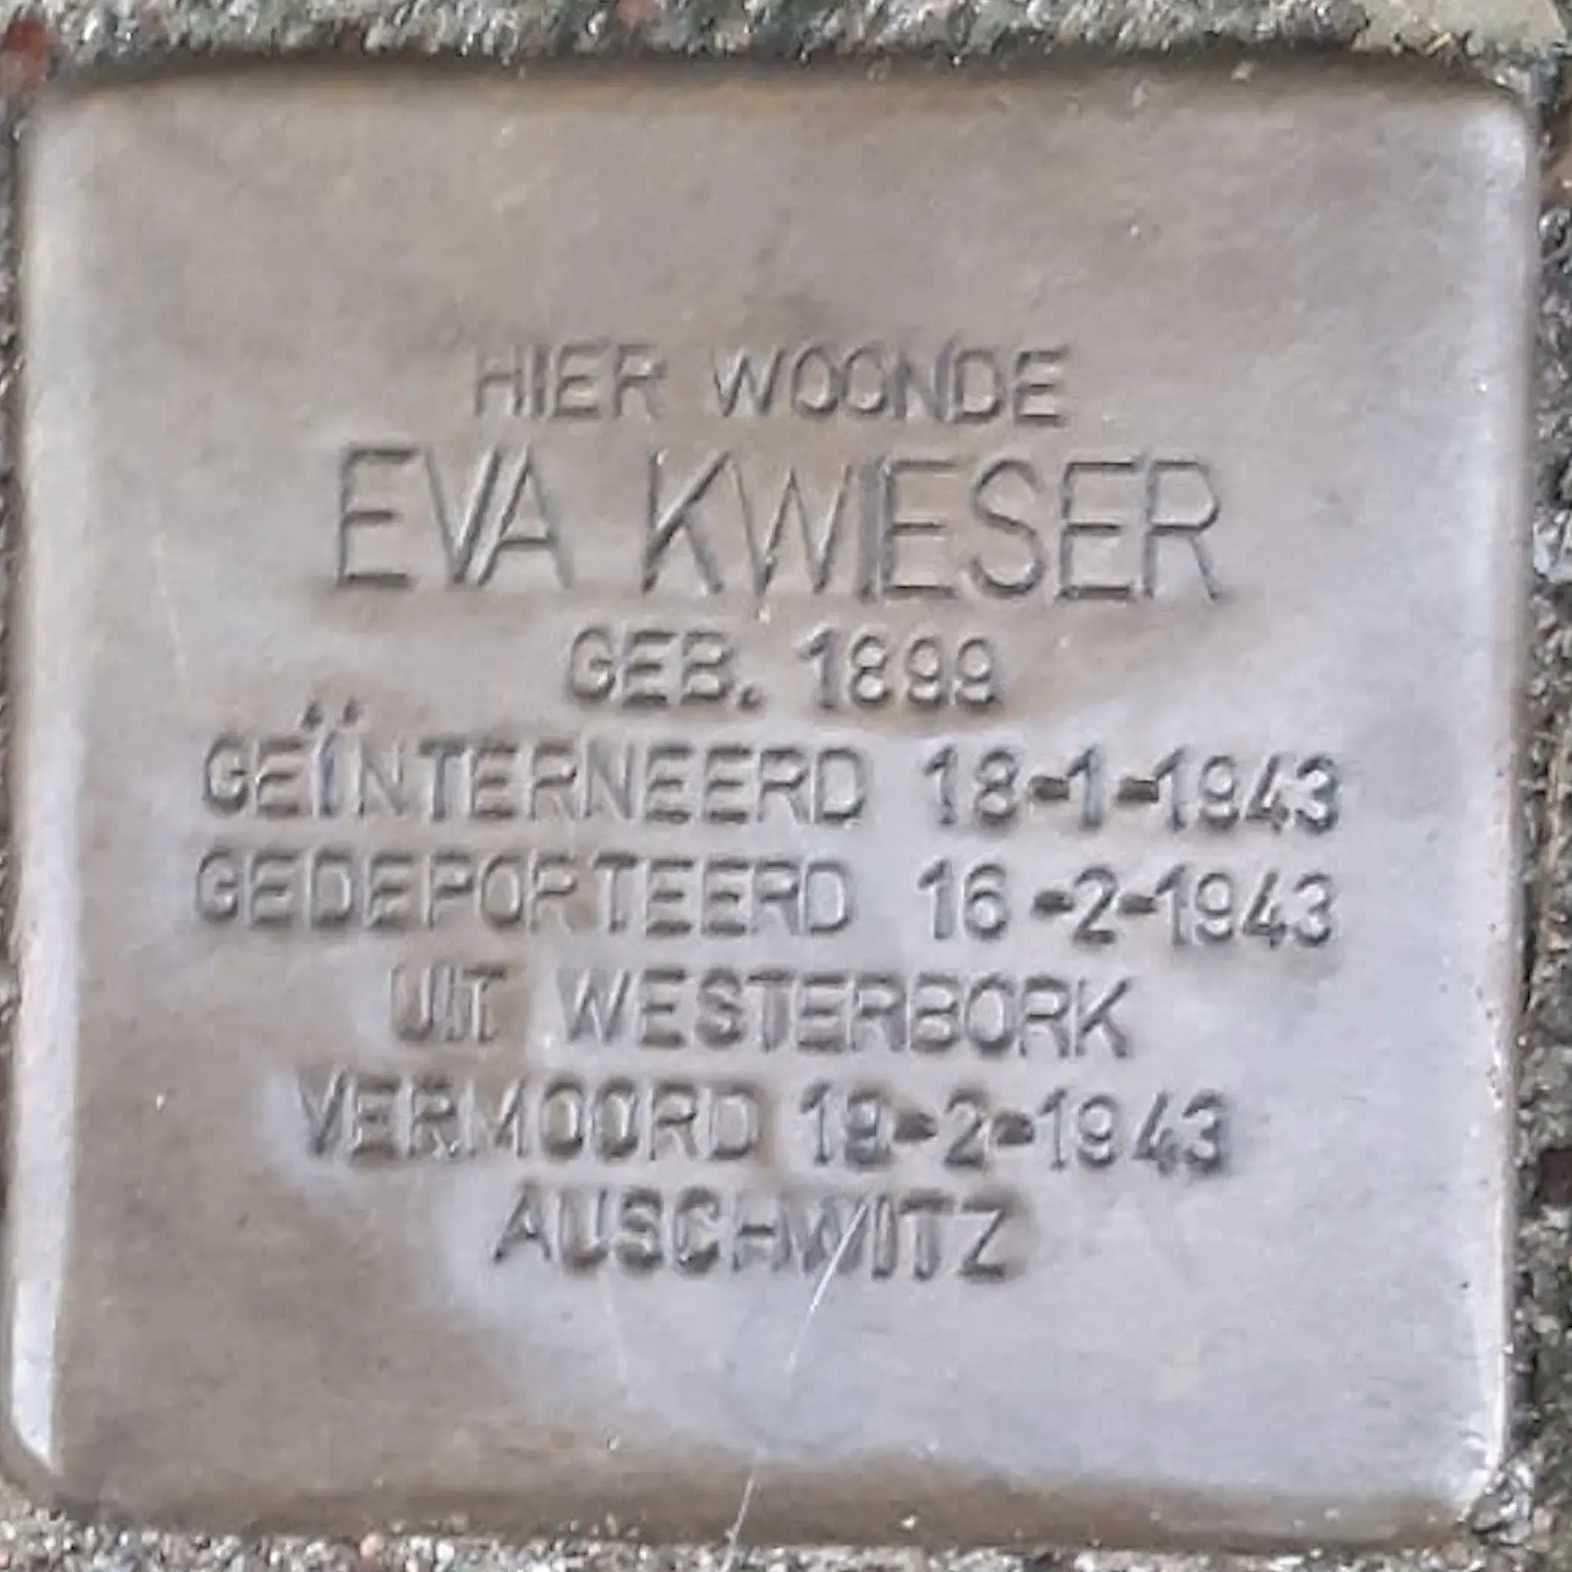 HIER WOONDE
EVA KWIESER
GEB. 1899
GEÏNTERNEERD 18-1-1943
GEDEPORTEERD 16-2-1943
UIT WESTERBORK
VERMOORD 19-2-1943
AUSCHWITZ